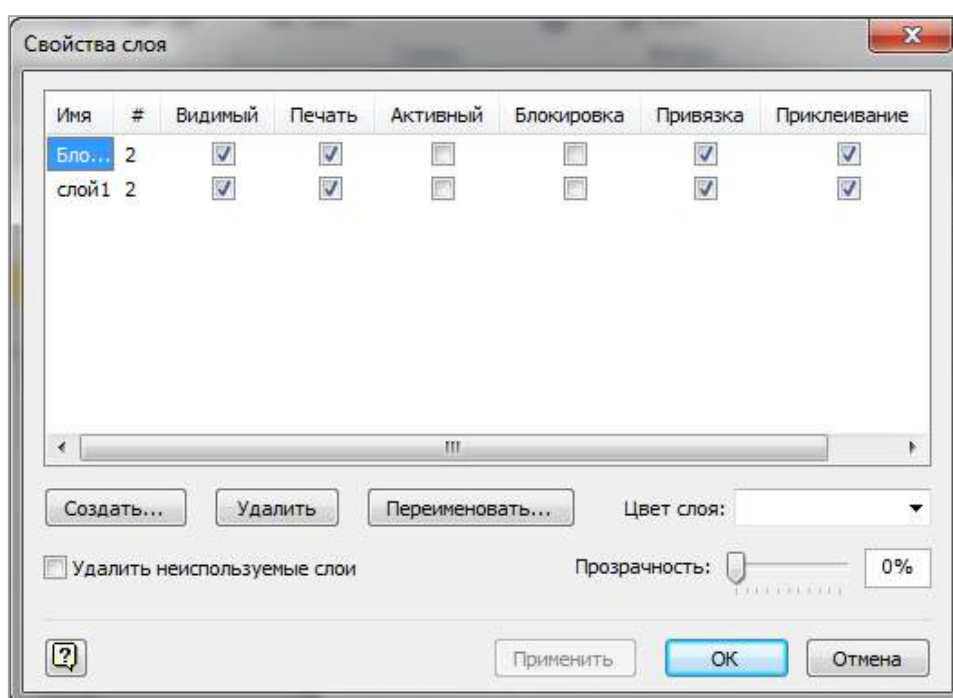 Свойства слоя
Имя # Видимый Печать Активный Блокировка Привязка Приклеивание
Бло... 2
слой1 2
Создать... Удалить Переименовать... Цвет слоя:
Удалить неиспользуемые слои Прозрачность: 0%
Применить ОК Отмена